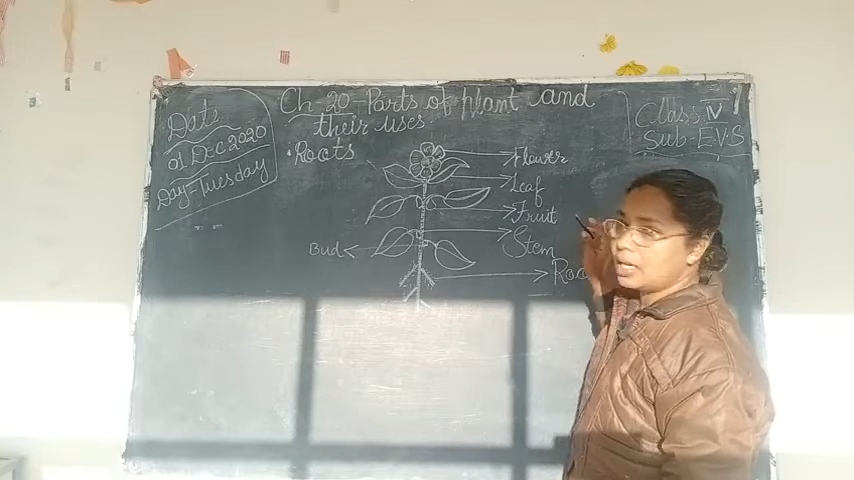 Date
01 Dec 2020
Day-Tuesday
Ch-20-Parts of plant and
their uses
Class IV
Sub-E.V.S
• Roots
Flower
Leaf
Fruit
Stem
Bud
Roo